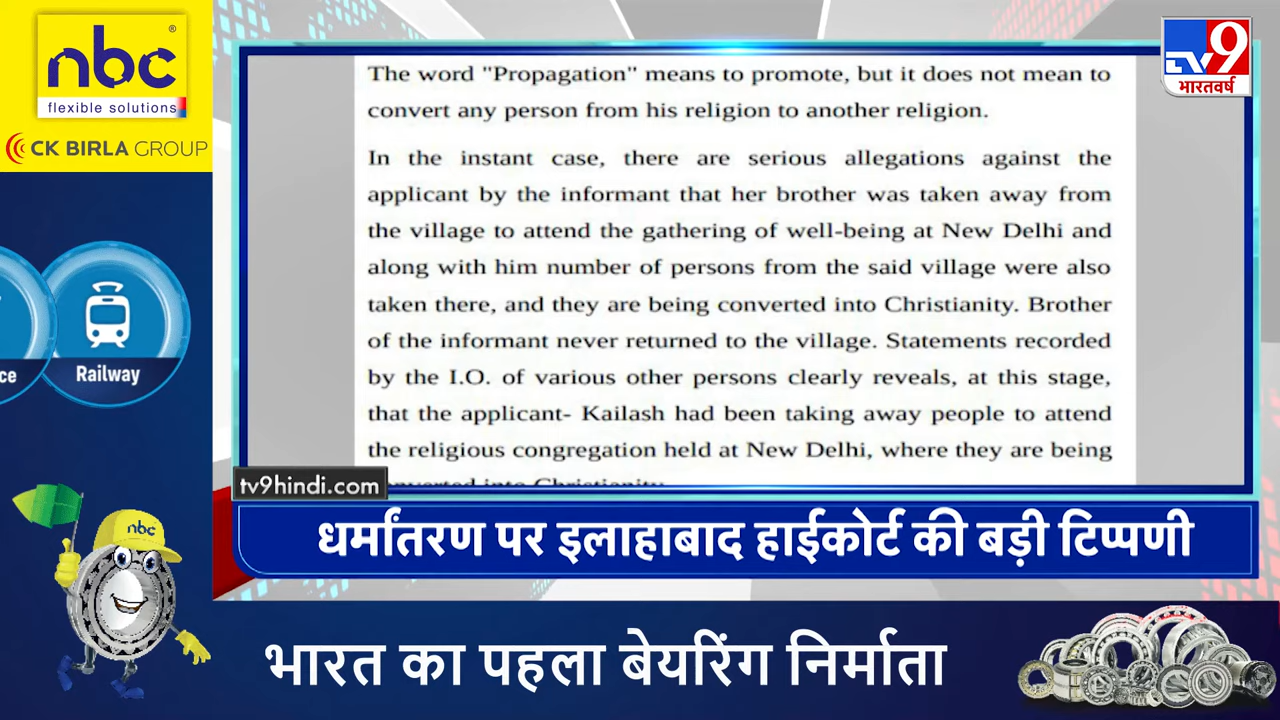 nbc
®
flexible solutions
CK BIRLA GROUP
TV9
भारतवर्ष
The word "Propagation" means to promote, but it does not mean to
convert any person from his religion to another religion.
In the instant case, there are serious allegations against the
applicant by the informant that her brother was taken away from
the village to attend the gathering of well-being at New Delhi and
along with him number of persons from the said village were also
taken there, and they are being converted into Christianity. Brother
of the informant never returned to the village. Statements recorded
by the I.O. of various other persons clearly reveals, at this stage,
that the applicant- Kailash had been taking away people to attend
the religious congregation held at New Delhi, where they are being
converted into Christianity
ce
Railway
tv9hindi.com
धर्मांतरण पर इलाहाबाद हाईकोर्ट की बड़ी टिप्पणी
nbc
भारत का पहला बेयरिंग निर्माता